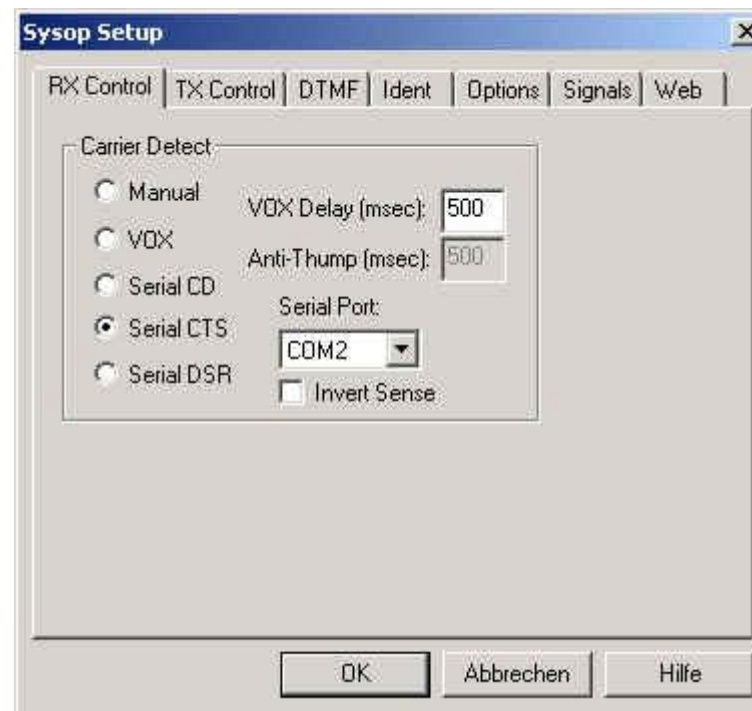 Sysop Setup
RX Control TX Control DTMF Ident Options Signals Web
Carrier Detect
Manual
VOX
Serial CD
Serial CTS
Serial DSR
VOX Delay (msec): 500
Anti-Thump (msec): 500
Serial Port:
COM2
Invert Sense
OK Abbrechen Hilfe